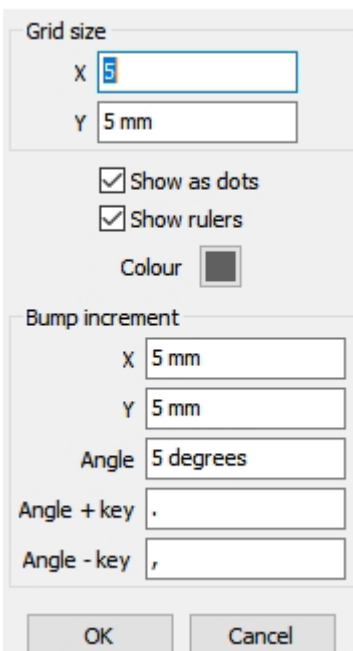 Grid size
X 5
Y 5 mm
Show as dots
Show rulers
Colour
Bump increment
X 5 mm
Y 5 mm
Angle 5 degrees
Angle + key .
Angle - key ,
OK Cancel